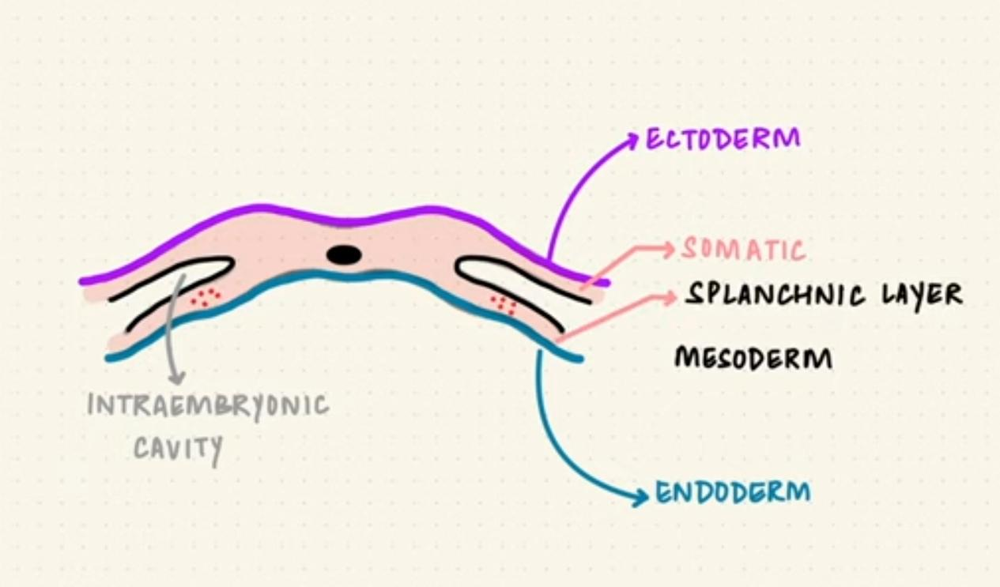 ECTODERM
SOMATIC
SPLANCHNIC LAYER
MESODERM
INTRAEMBRYONIC
CAVITY
ENDODERM